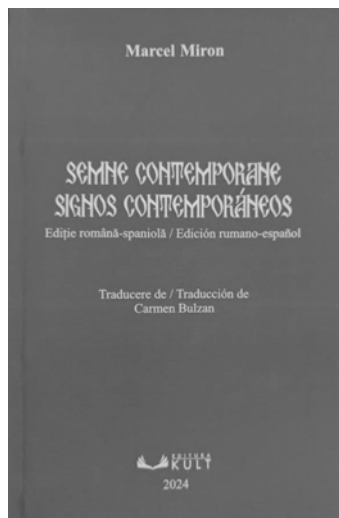 Marcel Miron
SEMNE CONTEMPORANE
SIGNOS CONTEMPORÁNEOS
Ediție română-spaniolă / Edición rumano-español
Traducere de / Traducción de
Carmen Bulzan
EDITURA
KULT
2024